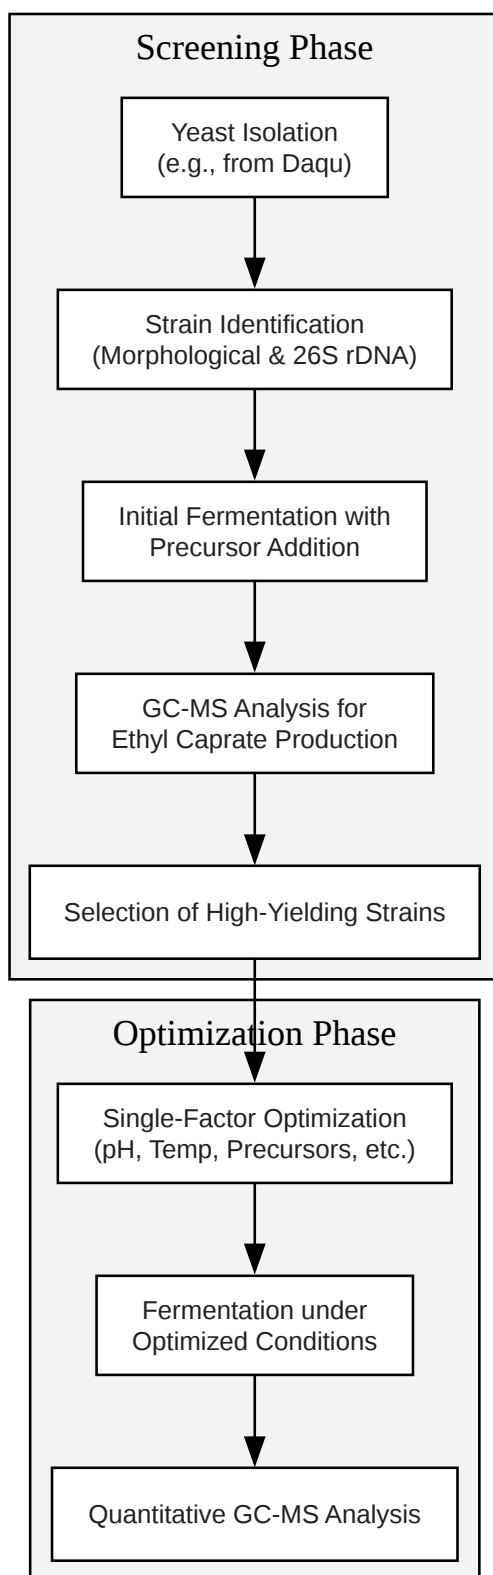 Screening Phase
Yeast Isolation
(e.g., from Daqu)
Strain Identification
(Morphological & 26S rDNA)
Initial Fermentation with
Precursor Addition
GC-MS Analysis for
Ethyl Caprate Production
Selection of High-Yielding Strains
Optimization Phase
Single-Factor Optimization
(pH, Temp, Precursors, etc.)
Fermentation under
Optimized Conditions
Quantitative GC-MS Analysis